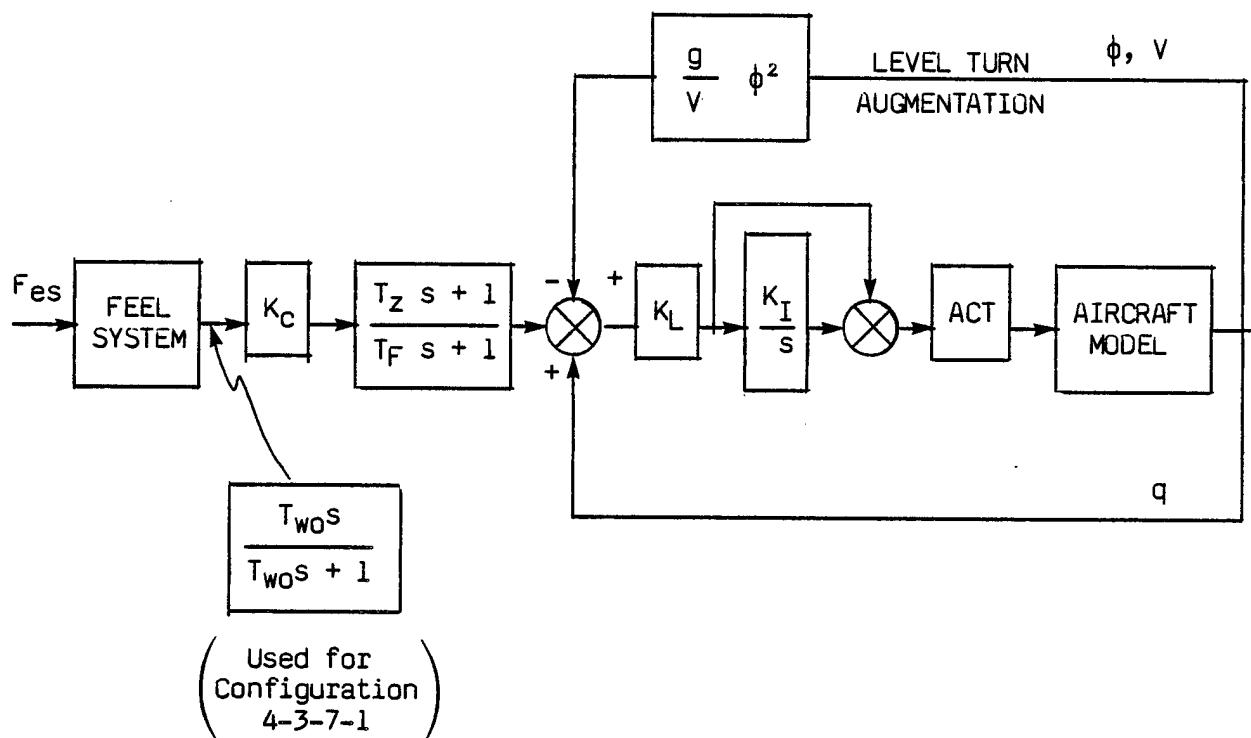 g
V
ϕ²
LEVEL TURN
AUGMENTATION
ϕ, V
Fes
FEEL
SYSTEM
K_C
T_Z s + 1
T_F s + 1
-
+
+
K_L
K_I
s
ACT
AIRCRAFT
MODEL
q
T_WO s
T_WO s + 1
(Used for
Configuration
4-3-7-1)